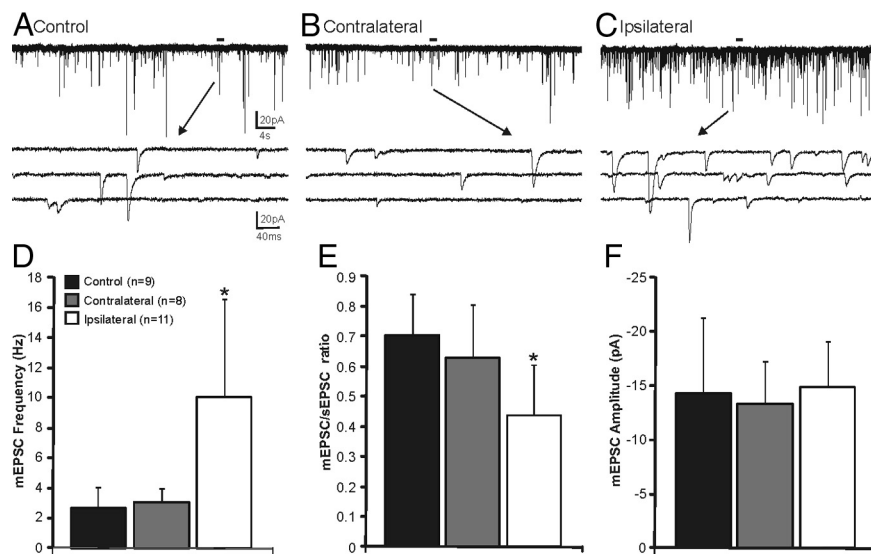 A Control
B Contralateral
C Ipsilateral
20pA
4s
20pA
40ms
D
mEPSC Frequency (Hz)
18
16
14
12
10
8
6
4
2
0
Control (n=9)
Contralateral (n=8)
Ipsilateral (n=11)
*
E
mEPSC/sEPSC ratio
0.9
0.8
0.7
0.6
0.5
0.4
0.3
0.2
0.1
0
*
F
mEPSC Amplitude (pA)
-25
-20
-15
-10
-5
0